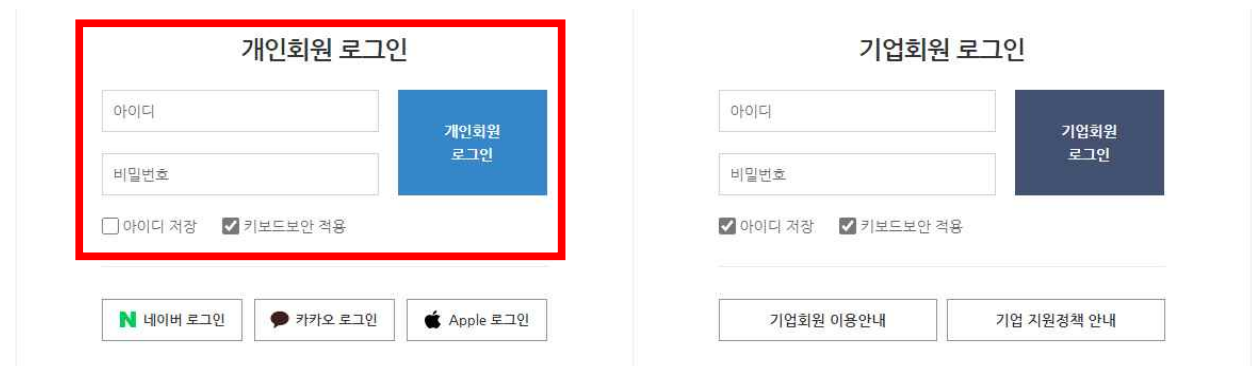 개인회원 로그인
아이디
비밀번호
개인회원
로그인
아이디 저장 키보드보안 적용
네이버 로그인 카카오 로그인 Apple 로그인
기업회원 로그인
아이디
비밀번호
기업회원
로그인
아이디 저장 키보드보안 적용
기업회원 이용안내 기업 지원정책 안내